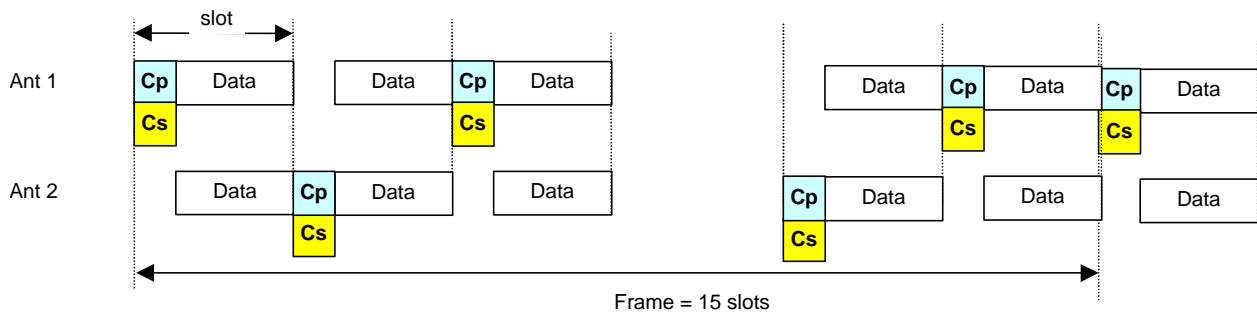 slot
Ant 1
Cp Data Data Cp Data Data Cp Data Cp Data
Cs Cs Cs Cs
Ant 2
Data Cp Data Data Cp Data Data Data
Cs Cs
Frame = 15 slots